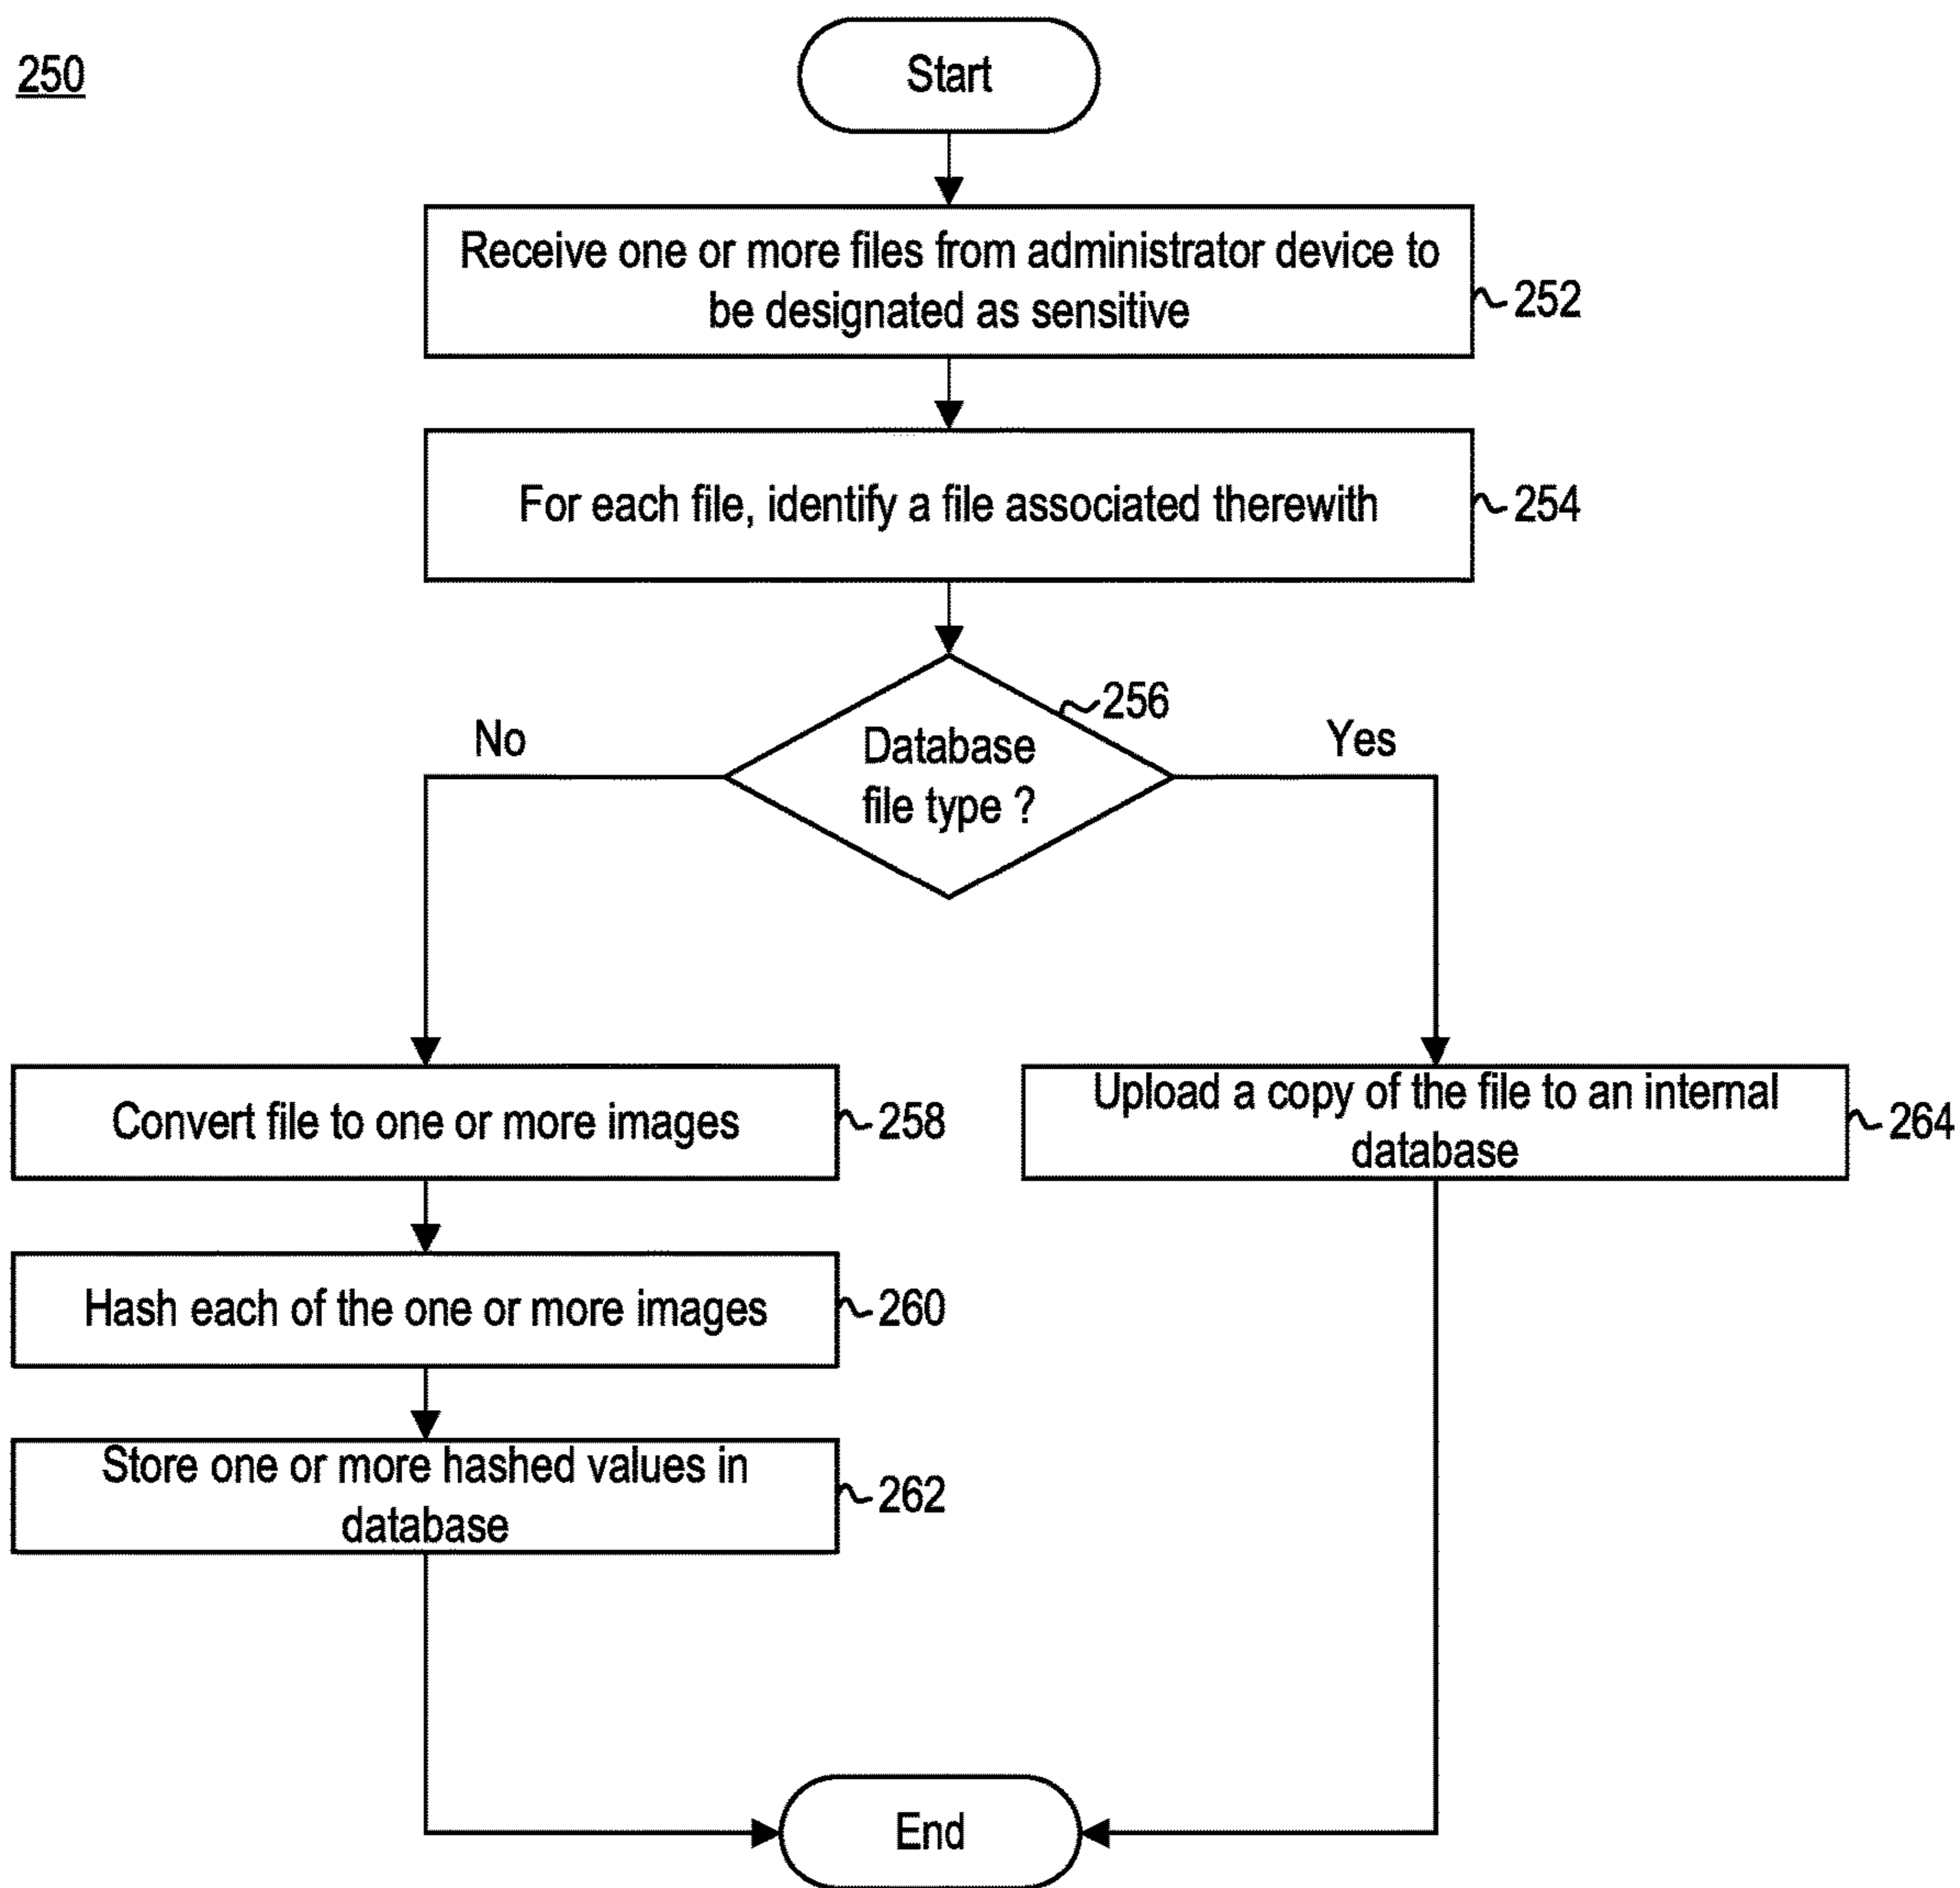 250
Start
Receive one or more files from administrator device to
be designated as sensitive
252
For each file, identify a file associated therewith
254
256
Database
file type ?
No
Yes
Convert file to one or more images
258
Upload a copy of the file to an internal
database
264
Hash each of the one or more images
260
Store one or more hashed values in
database
262
End